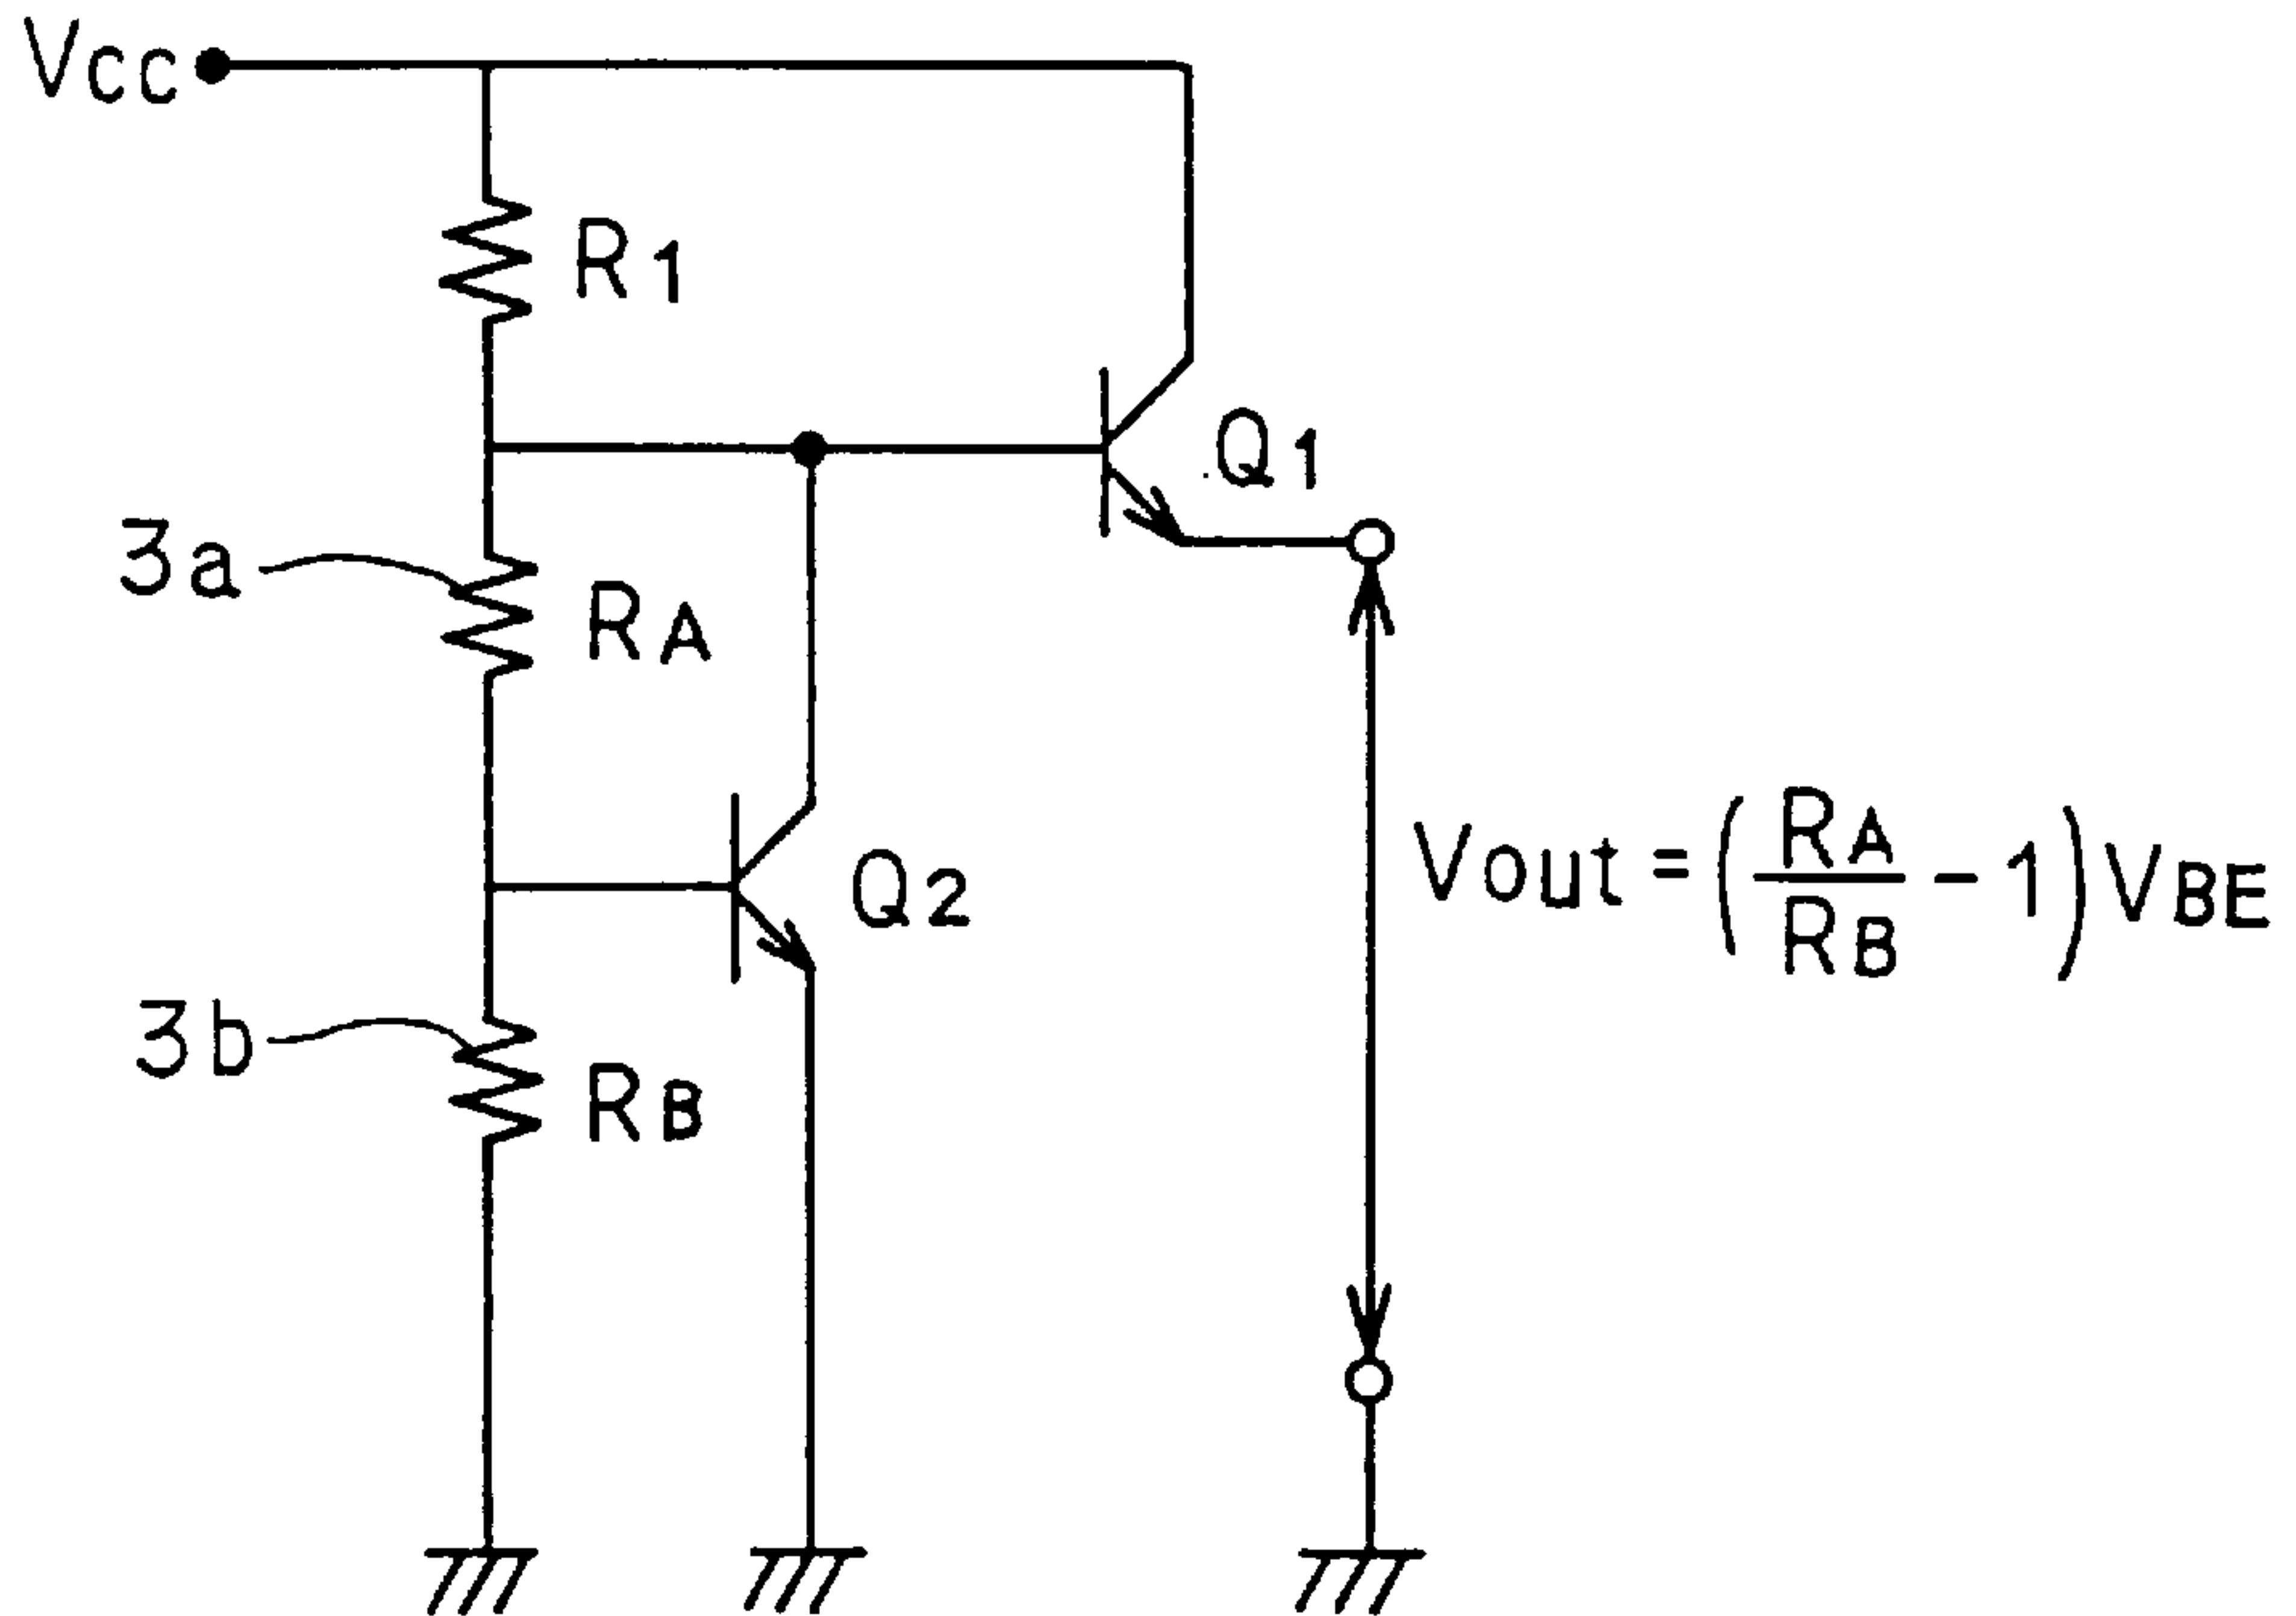 Vcc
R1
Q1
3a
RA
Q2
Vout = (RA/RB - 1) VBE
3b
RB